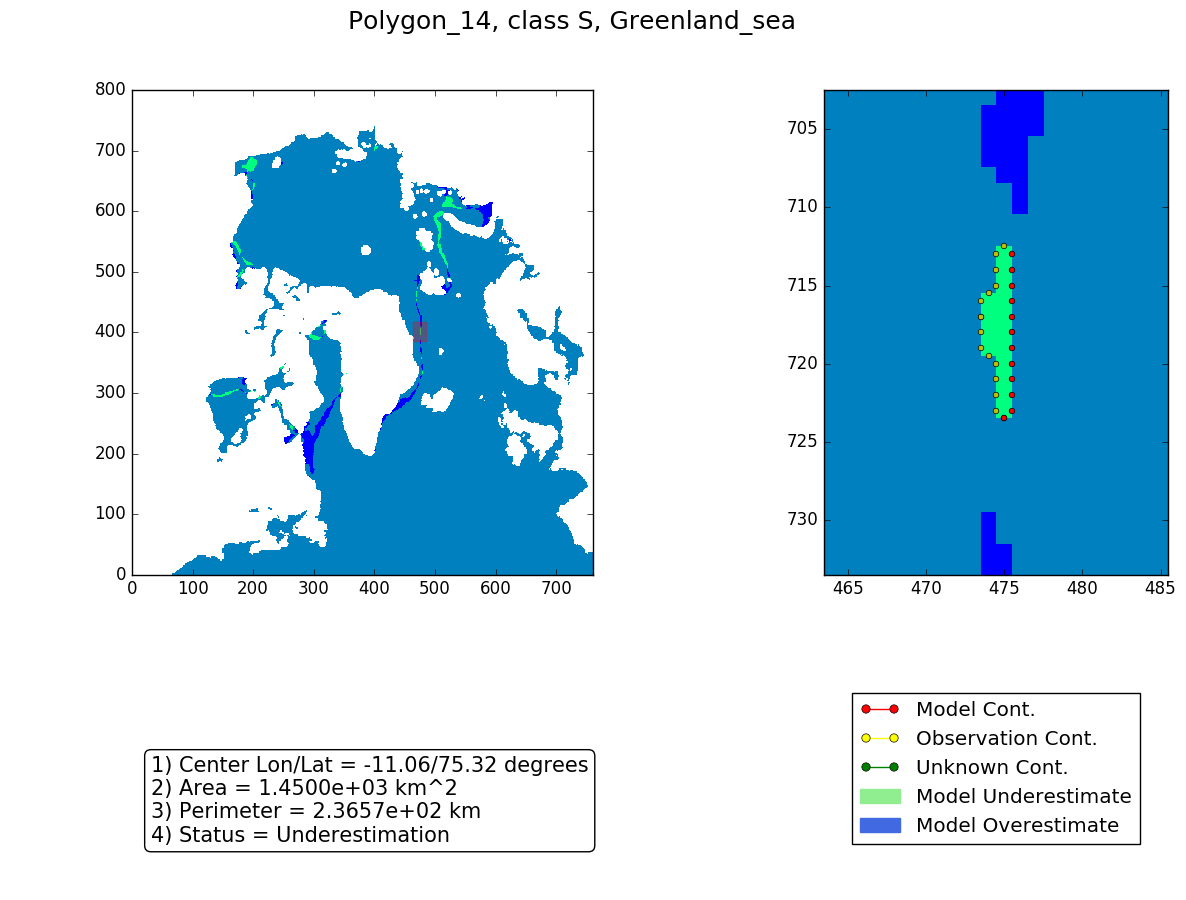 Polygon_14, class S, Greenland_sea
800
700
600
500
400
300
200
100
0
0 100 200 300 400 500 600 700
705
710
715
720
725
730
465 470 475 480 485
1) Center Lon/Lat = -11.06/75.32 degrees
2) Area = 1.4500e+03 km^2
3) Perimeter = 2.3657e+02 km
4) Status = Underestimation
Model Cont.
Observation Cont.
Unknown Cont.
Model Underestimate
Model Overestimate